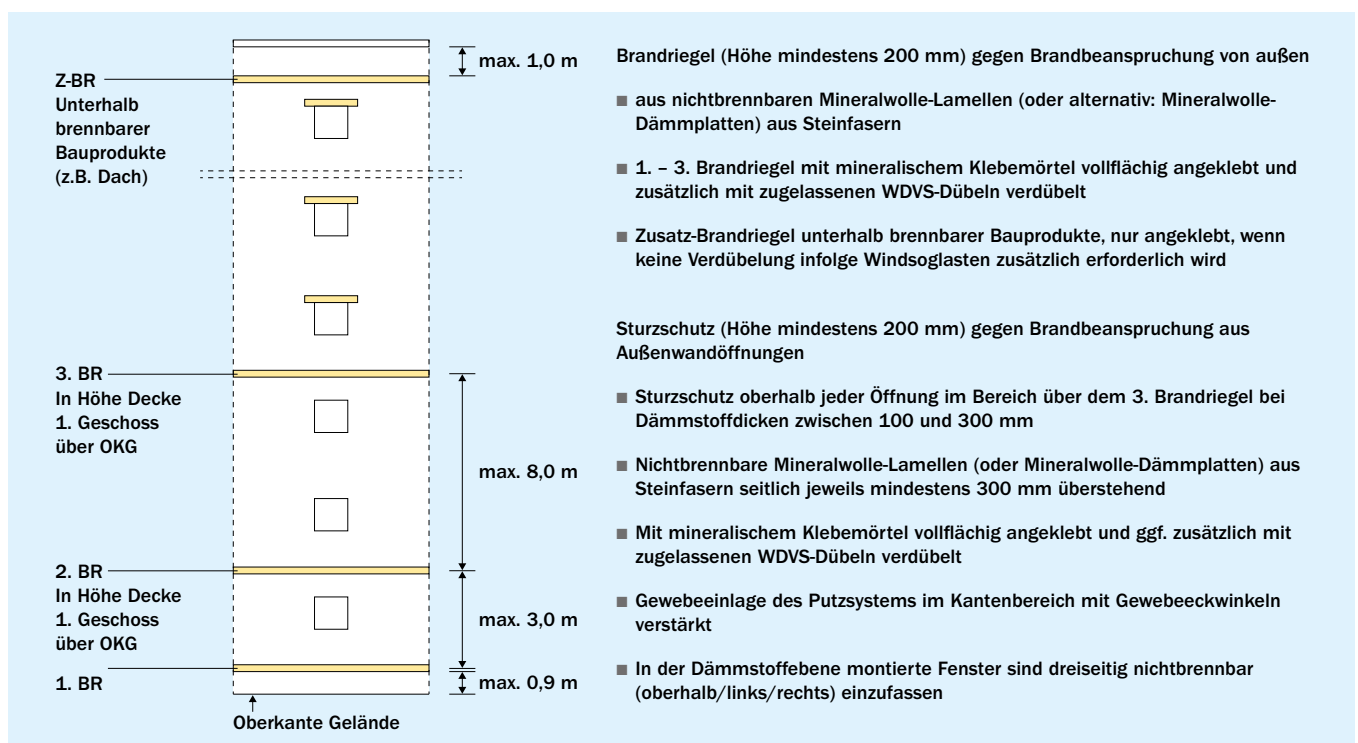 max. 1,0 m
Z-BR
Unterhalb
brennbarer
Bauprodukte
(z.B. Dach)
3. BR
In Höhe Decke
1. Geschoss
über OKG
max. 8,0 m
2. BR
In Höhe Decke
1. Geschoss
über OKG
max. 3,0 m
1. BR
max. 0,9 m
Oberkante Gelände
Brandriegel (Höhe mindestens 200 mm) gegen Brandbeanspruchung von außen
■ aus nichtbrennbaren Mineralwolle-Lamellen (oder alternativ: Mineralwolle-
Dämmplatten) aus Steinfasern
■ 1. – 3. Brandriegel mit mineralischem Klebemörtel vollflächig angeklebt und
zusätzlich mit zugelassenen WDVS-Dübeln verdübelt
■ Zusatz-Brandriegel unterhalb brennbarer Bauprodukte, nur angeklebt, wenn
keine Verdübelung infolge Windsoglasten zusätzlich erforderlich wird
Sturzschutz (Höhe mindestens 200 mm) gegen Brandbeanspruchung aus
Außenwandöffnungen
■ Sturzschutz oberhalb jeder Öffnung im Bereich über dem 3. Brandriegel bei
Dämmstoffdicken zwischen 100 und 300 mm
■ Nichtbrennbare Mineralwolle-Lamellen (oder Mineralwolle-Dämmplatten) aus
Steinfasern seitlich jeweils mindestens 300 mm überstehend
■ Mit mineralischem Klebemörtel vollflächig angeklebt und ggf. zusätzlich mit
zugelassenen WDVS-Dübeln verdübelt
■ Gewebeeinlage des Putzsystems im Kantenbereich mit Gewebeeckwinkeln
verstärkt
■ In der Dämmstoffebene montierte Fenster sind dreiseitig nichtbrennbar
(oberhalb/links/rechts) einzufassen